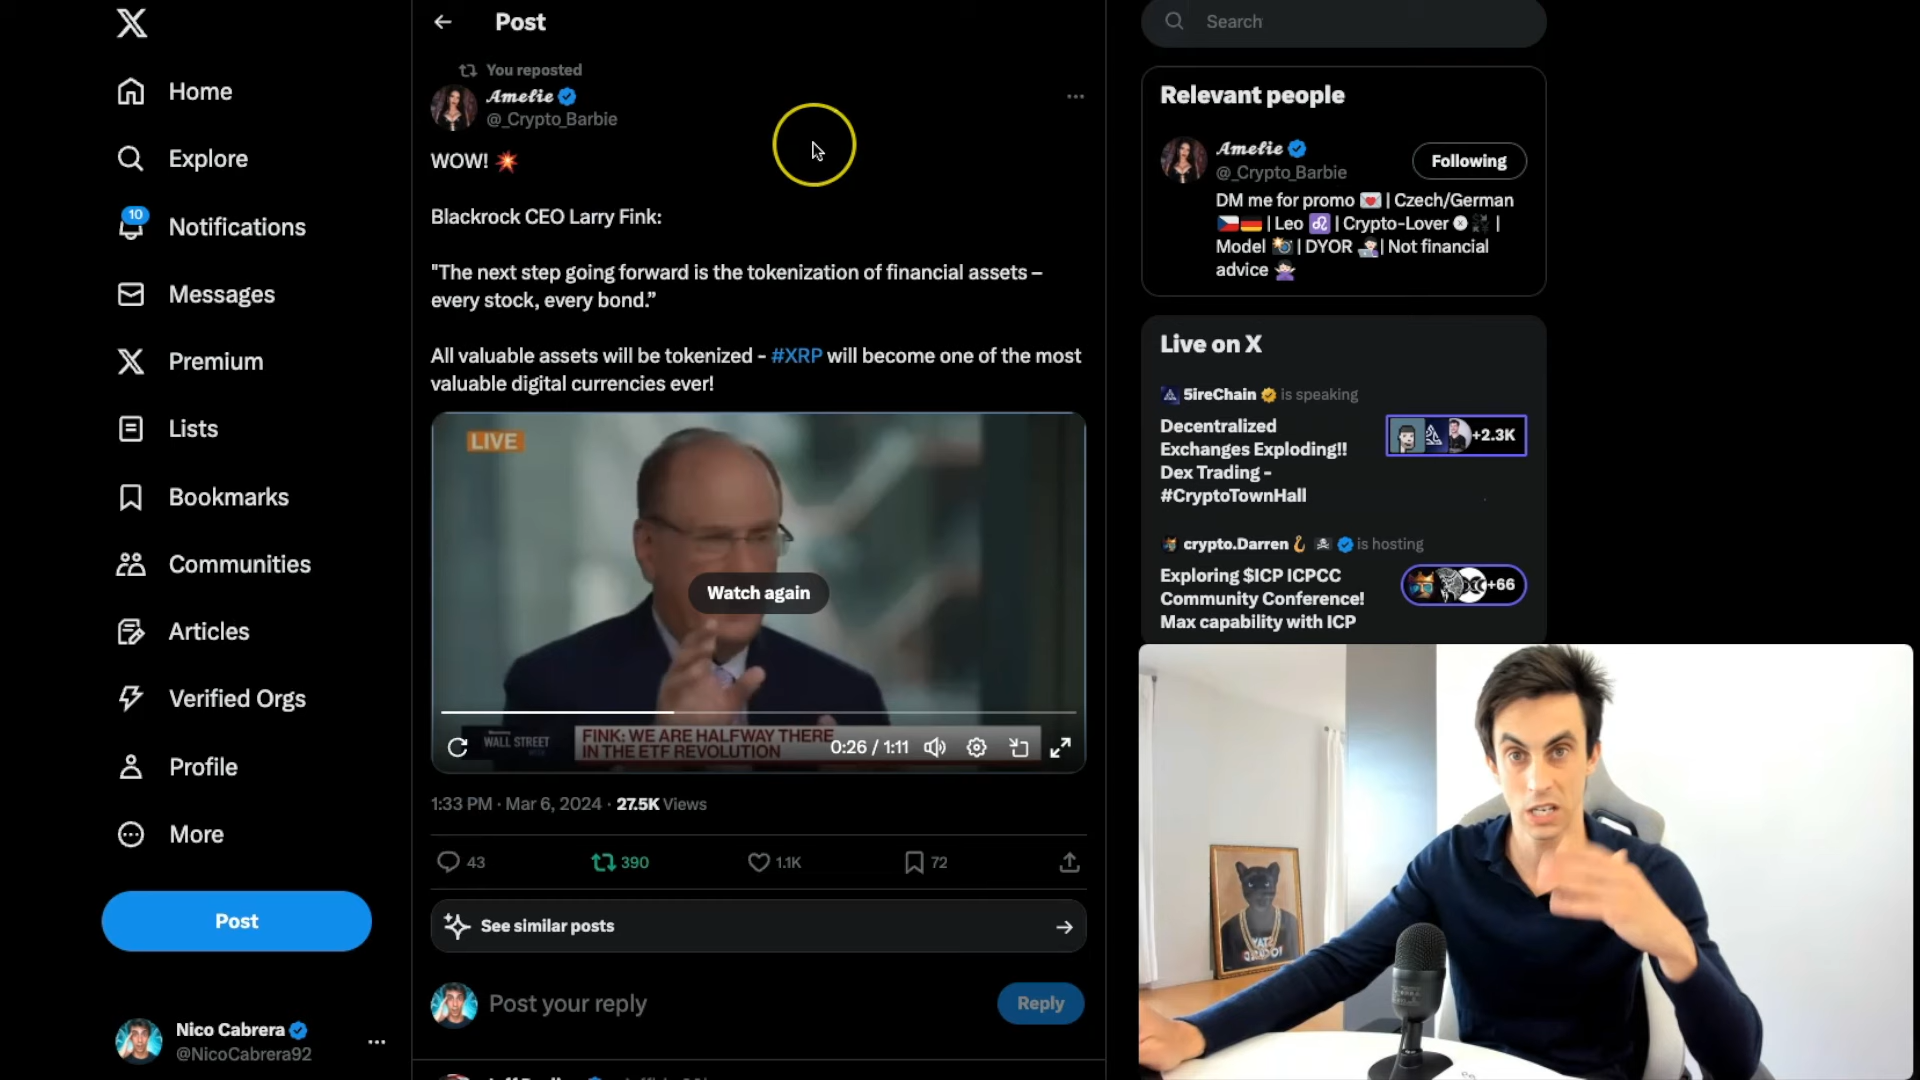 Home
Explore
10
Notifications
Messages
Premium
Lists
Bookmarks
Communities
Articles
Verified Orgs
Profile
More
Post
Nico Cabrera
@NicoCabrera92
Post
You reposted
Amelie
@_Crypto_Barbie
WOW! 💥
Blackrock CEO Larry Fink:
"The next step going forward is the tokenization of financial assets –
every stock, every bond.”
All valuable assets will be tokenized - #XRP will become one of the most
valuable digital currencies ever!
LIVE
Watch again
WALL STREET
FINK: WE ARE HALFWAY THERE
IN THE ETF REVOLUTION
0:26 / 1:11
1:33 PM · Mar 6, 2024 · 27.5K Views
43
390
1.1K
72
See similar posts
Post your reply
Reply
Search
Relevant people
Amelie
@_Crypto_Barbie
Following
DM me for promo 💌 | Czech/German
🇨🇿🇩🇪 | Leo ♌ | Crypto-Lover
Model 📸 | DYOR 👩🏻‍💻 | Not financial
advice 🤷🏻‍♀️
Live on X
5ireChain is speaking
Decentralized
Exchanges Exploding!!
Dex Trading -
#CryptoTownHall
+2.3K
crypto.Darren is hosting
Exploring $ICP ICPCC
Community Conference!
Max capability with ICP
+66